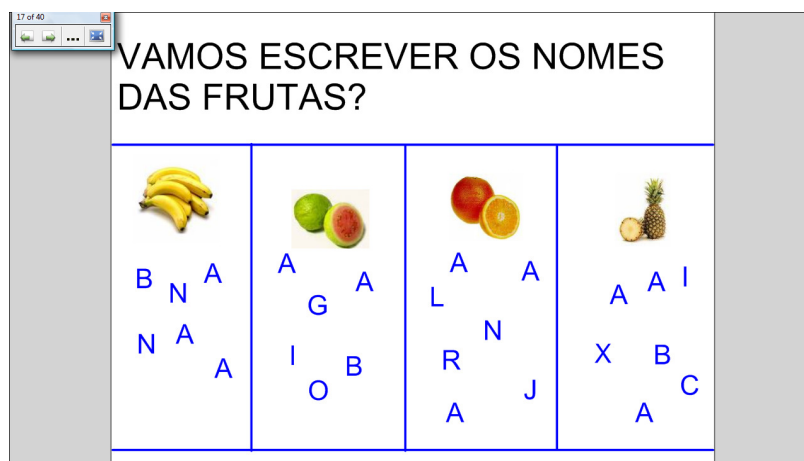 17 of 40
VAMOS ESCREVER OS NOMES
DAS FRUTAS?
B N A
N A
A
A
G A
I B
O
A A
L
N
R
J
A
A A I
X B
C
A